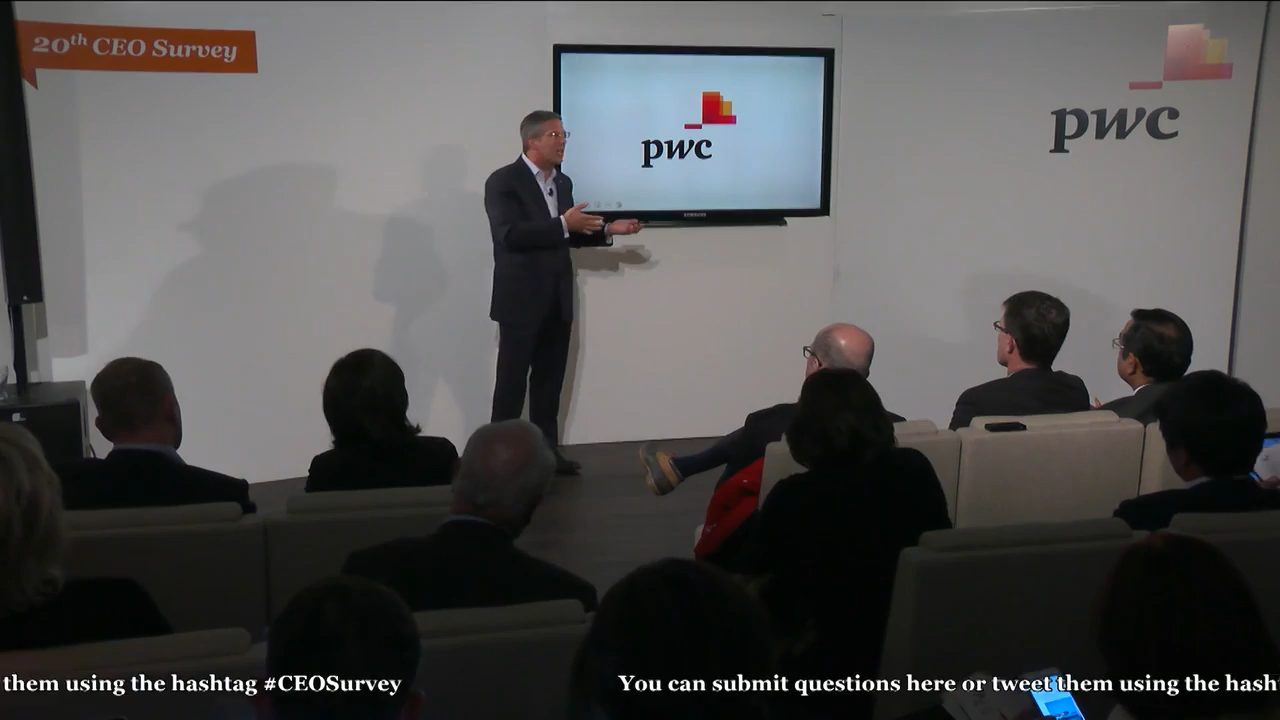 20th CEO Survey
pwc
pwc
SAMSUNG
them using the hashtag #CEOSurvey
You can submit questions here or tweet them using the hash